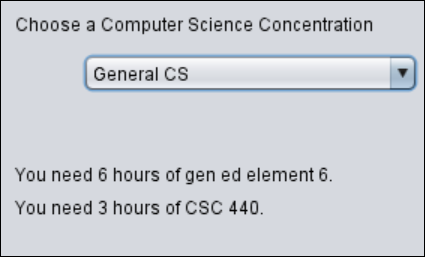 Choose a Computer Science Concentration
General CS
You need 6 hours of gen ed element 6.
You need 3 hours of CSC 440.